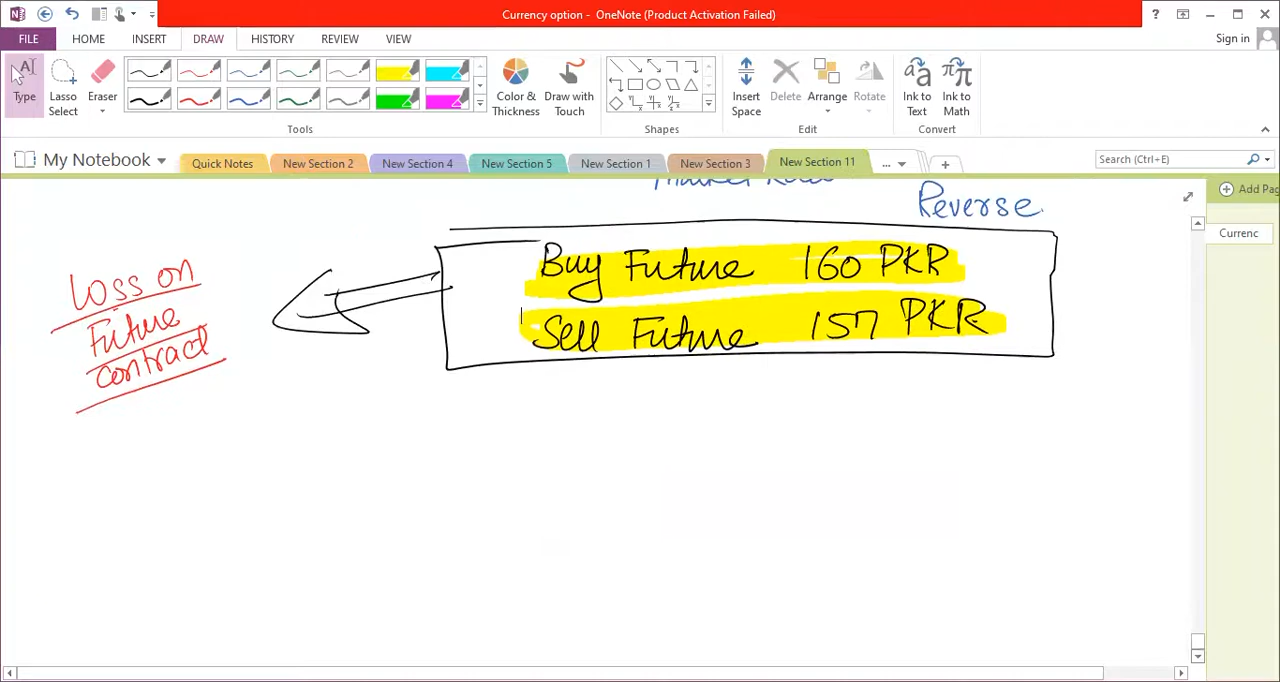 Currency option - OneNote (Product Activation Failed)
?
FILE HOME INSERT DRAW HISTORY REVIEW VIEW
Sign in
Type
Lasso Select
Eraser
Color & Thickness
Draw with Touch
Insert Space
Delete
Arrange
Rotate
Ink to Text
Ink to Math
Tools
Shapes
Edit
Convert
My Notebook
Quick Notes New Section 2 New Section 4 New Section 5 New Section 1 New Section 3 New Section 11 ...
Search (Ctrl+E)
Add Pag
Currenc
Reverse
Buy Future 160 PKR
Sell Future 157 PKR
Loss on
Future
contract